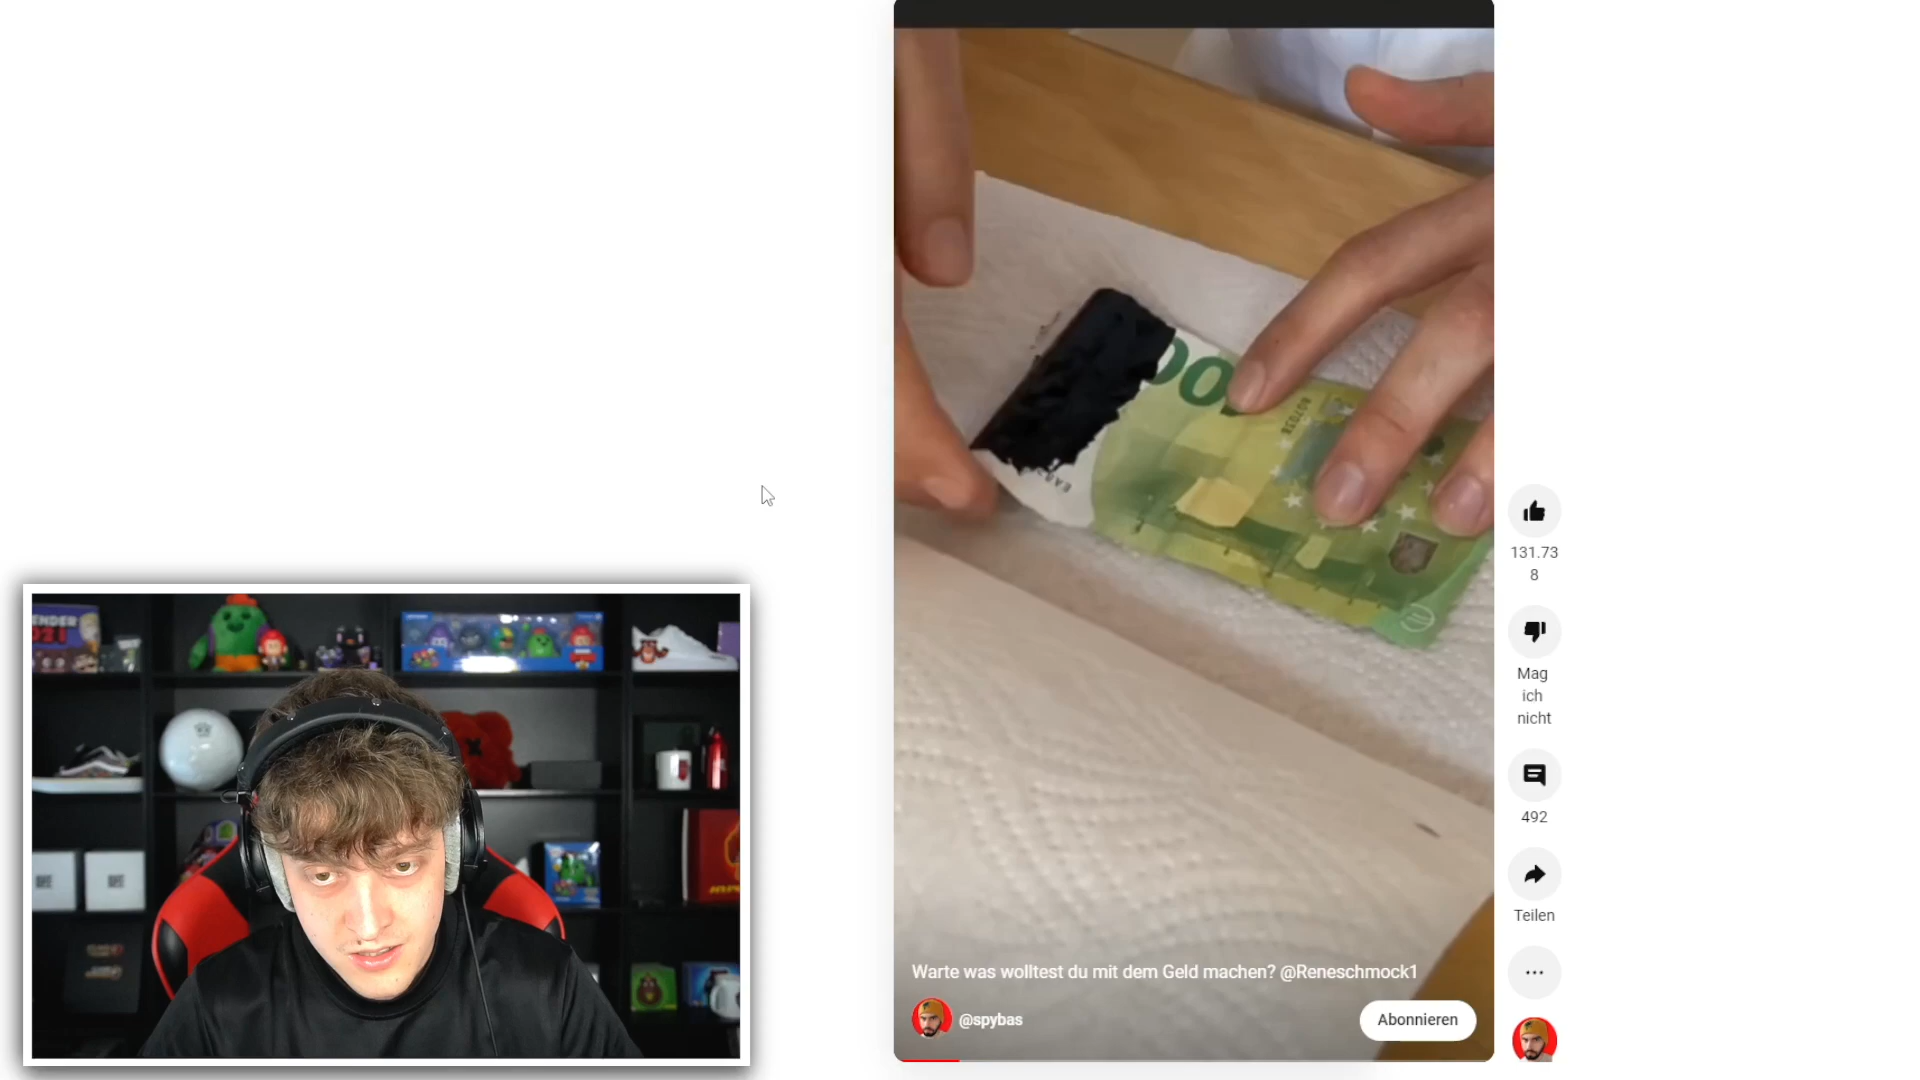 00
Warte was wolltest du mit dem Geld machen? @Reneschmock1
@spybas
Abonnieren
131.73
8
Mag
ich
nicht
492
Teilen